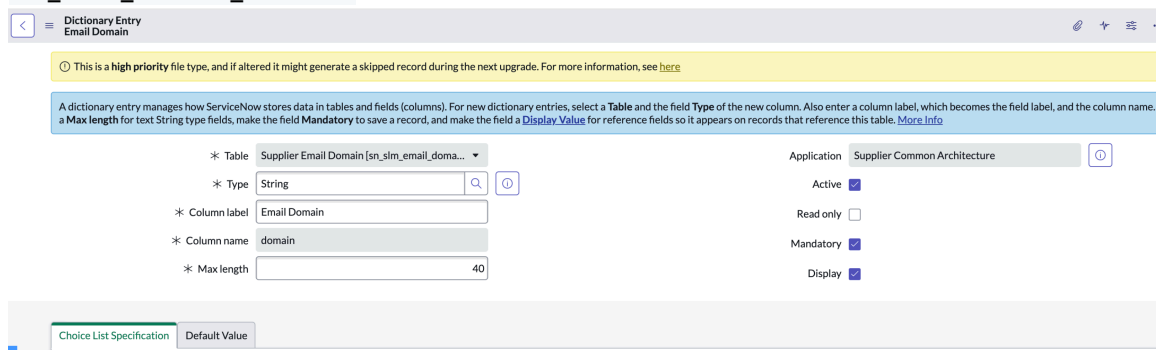 Dictionary Entry
Email Domain
This is a high priority file type, and if altered it might generate a skipped record during the next upgrade. For more information, see here
A dictionary entry manages how ServiceNow stores data in tables and fields (columns). For new dictionary entries, select a Table and the field Type of the new column. Also enter a column label, which becomes the field label, and the column name.
a Max length for text String type fields, make the field Mandatory to save a record, and make the field a Display Value for reference fields so it appears on records that reference this table. More Info
Table Supplier Email Domain [sn_slm_email_doma... Application Supplier Common Architecture
Type String Active
Column label Email Domain Read only
Column name domain Mandatory
Max length 40 Display
Choice List Specification Default Value